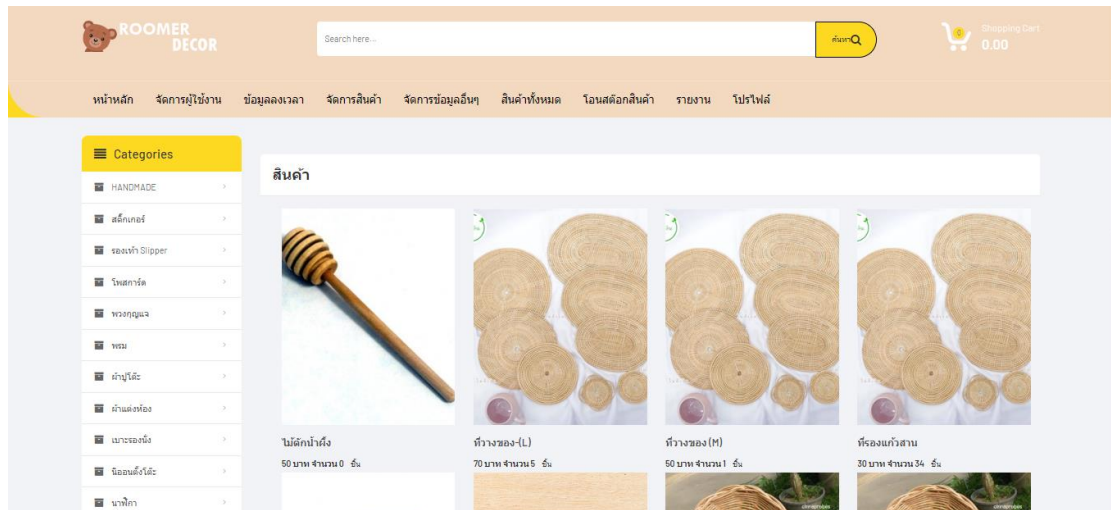 ROOMER
DECOR
Search here...
ค้นหา
0
Shopping Cart
0.00
หน้าหลัก จัดการผู้ใช้งาน ข้อมูลลงเวลา จัดการสินค้า จัดการข้อมูลอื่นๆ สินค้าทั้งหมด โอนสต๊อกสินค้า รายงาน โปรไฟล์
Categories
สินค้า
HANDMADE
สติ๊กเกอร์
รองเท้า Slipper
โพสการ์ด
พวงกุญแจ
พรม
ผ้าปูโต๊ะ
ผ้าแต่งห้อง
เบาะรองนั่ง
นีออนตั้งโต๊ะ
นาฬิกา
ไม้ตักน้ำผึ้ง
50 บาท จำนวน 0 ชิ้น
ที่วางของ-(L)
70 บาท จำนวน 5 ชิ้น
ที่วางของ (M)
50 บาท จำนวน 1 ชิ้น
ที่รองแก้วสาน
30 บาท จำนวน 34 ชิ้น